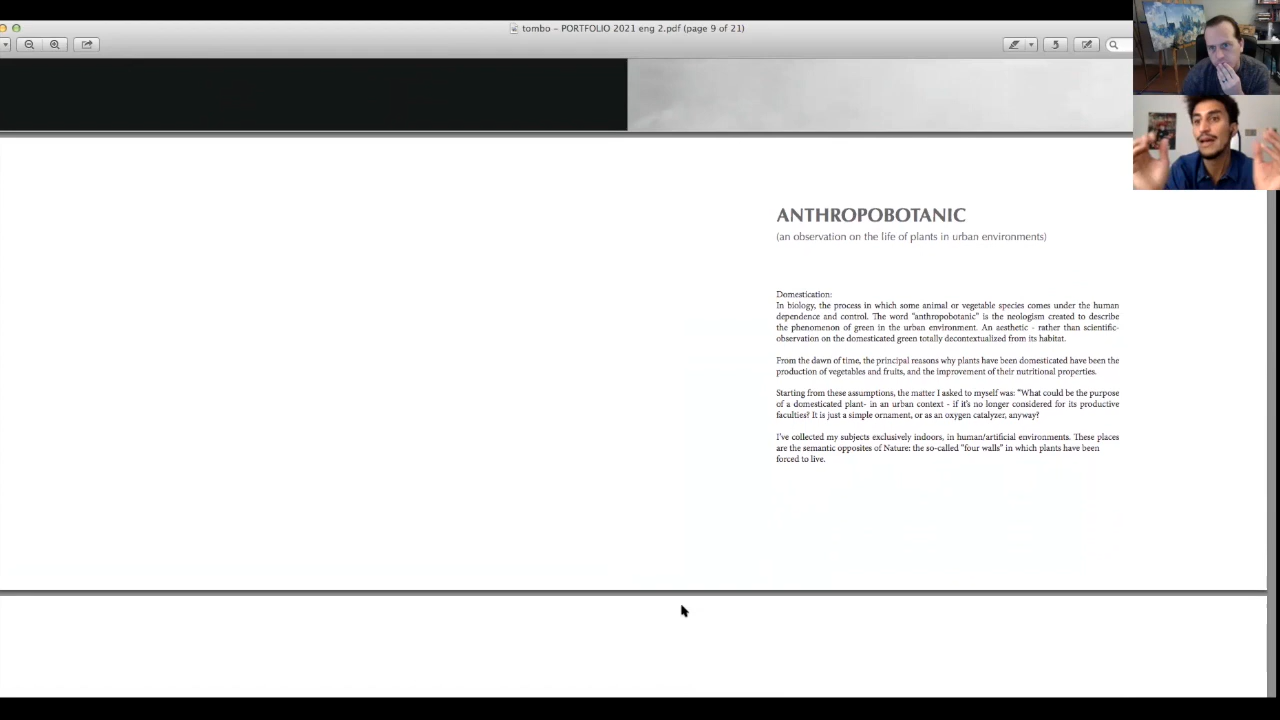 tombo – PORTFOLIO 2021 eng 2.pdf (page 9 of 21)
ANTHROPOBOTANIC
(an observation on the life of plants in urban environments)
Domestication:
In biology, the process in which some animal or vegetable species comes under the human
dependence and control. The word "anthropobotanic" is the neologism created to describe
the phenomenon of green in the urban environment. An aesthetic - rather than scientific-
observation on the domesticated green totally decontextualized from its habitat.
From the dawn of time, the principal reasons why plants have been domesticated have been the
production of vegetables and fruits, and the improvement of their nutritional properties.
Starting from these assumptions, the matter I asked to myself was: "What could be the purpose
of a domesticated plant- in an urban context - if it's no longer considered for its productive
faculties? It is just a simple ornament, or as an oxygen catalyzer, anyway?
I've collected my subjects exclusively indoors, in human/artificial environments. These places
are the semantic opposites of Nature: the so-called "four walls" in which plants have been
forced to live.